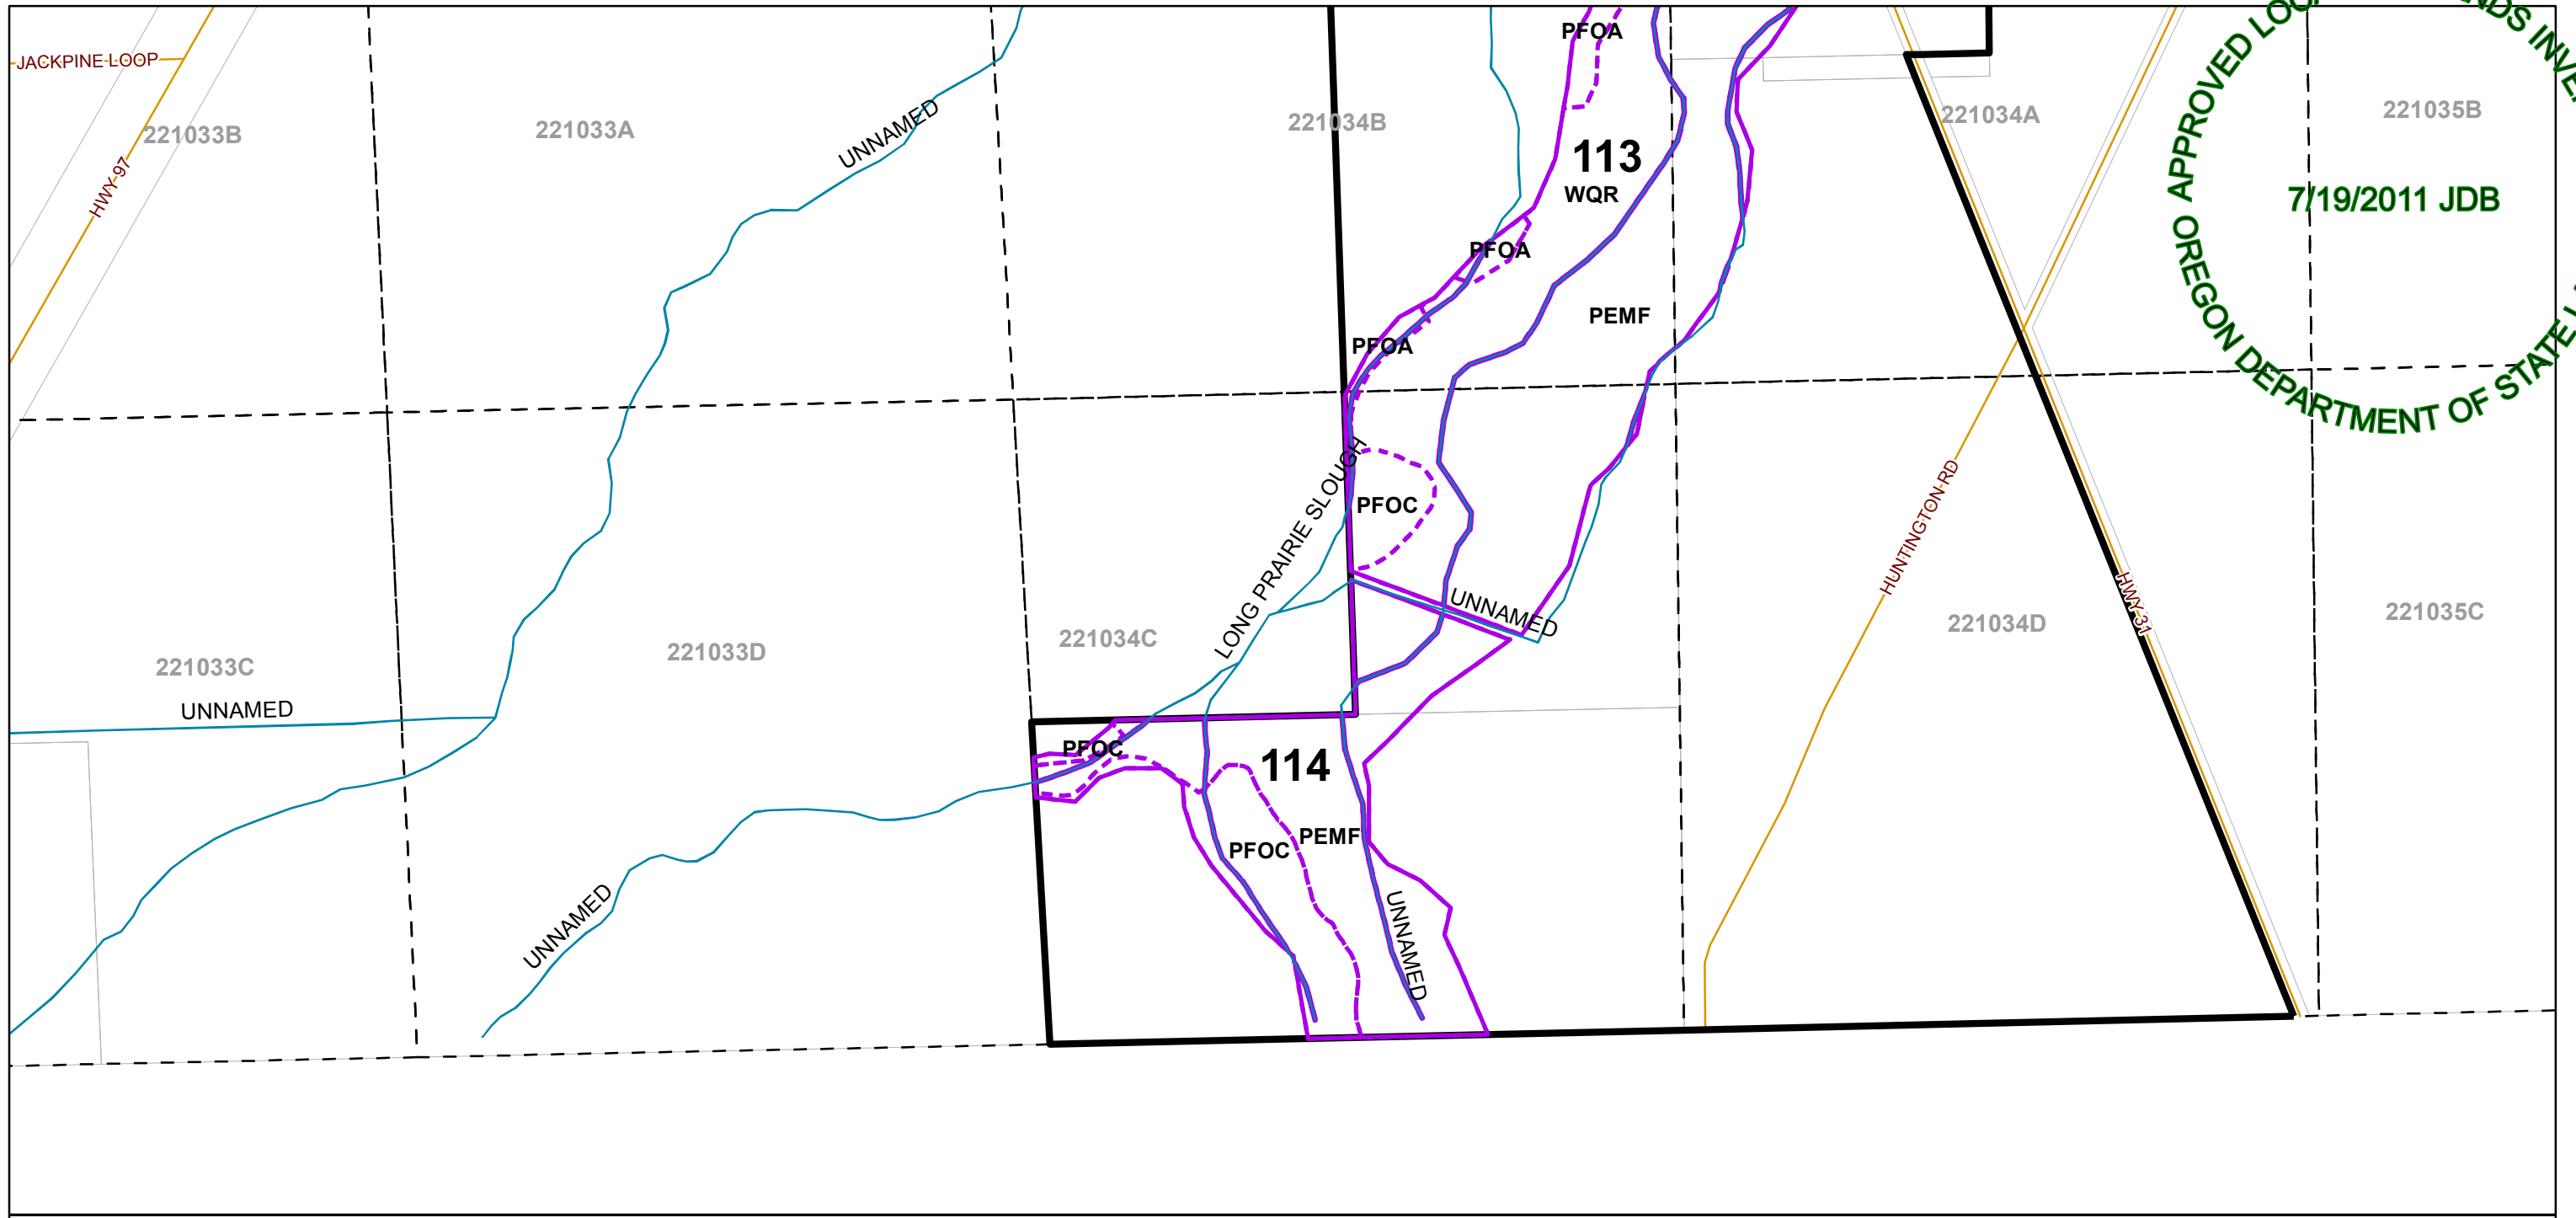 PFOA
JACKPINE LOOP
221033B
221033A
UNNAMED
221034B
221034A
221035B
HWY 97
113
WQR
PFOA
PEMF
PFOA
APPROVED
OREGON DEPARTMENT OF STATE
7/19/2011 JDB
LONG PRAIRIE SLOUGH
PFOC
HUNTINGTON RD
HWY 31
UNNAMED
221033C
221033D
221034C
221034D
221035C
UNNAMED
PFOC
114
PFOC
PEMF
UNNAMED
UNNAMED